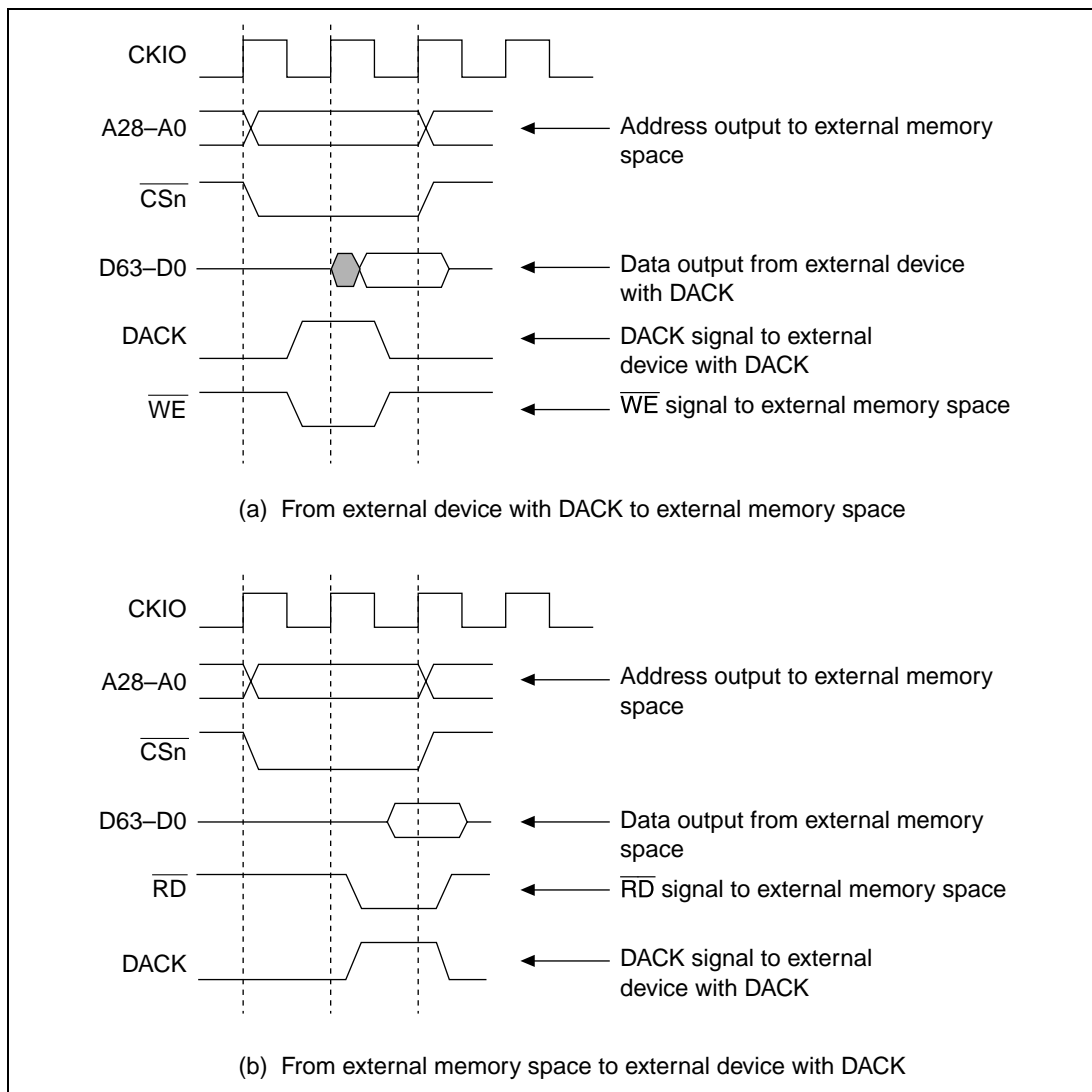 CKIO
A28–A0
Address output to external memory
space
CSn
D63–D0
Data output from external device
with DACK
DACK
DACK signal to external
device with DACK
WE
WE signal to external memory space
(a) From external device with DACK to external memory space
CKIO
A28–A0
Address output to external memory
space
CSn
D63–D0
Data output from external memory
space
RD
RD signal to external memory space
DACK
DACK signal to external
device with DACK
(b) From external memory space to external device with DACK